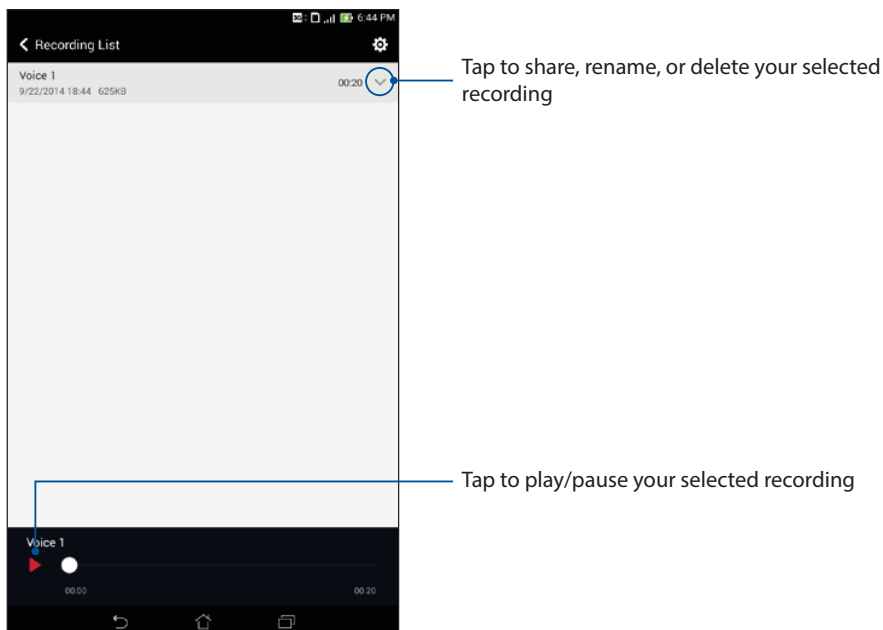 6:44 PM
Recording List
Voice 1
9/22/2014 18:44 625KB
00:20
Tap to share, rename, or delete your selected
recording
Tap to play/pause your selected recording
Voice 1
00:00
00:20